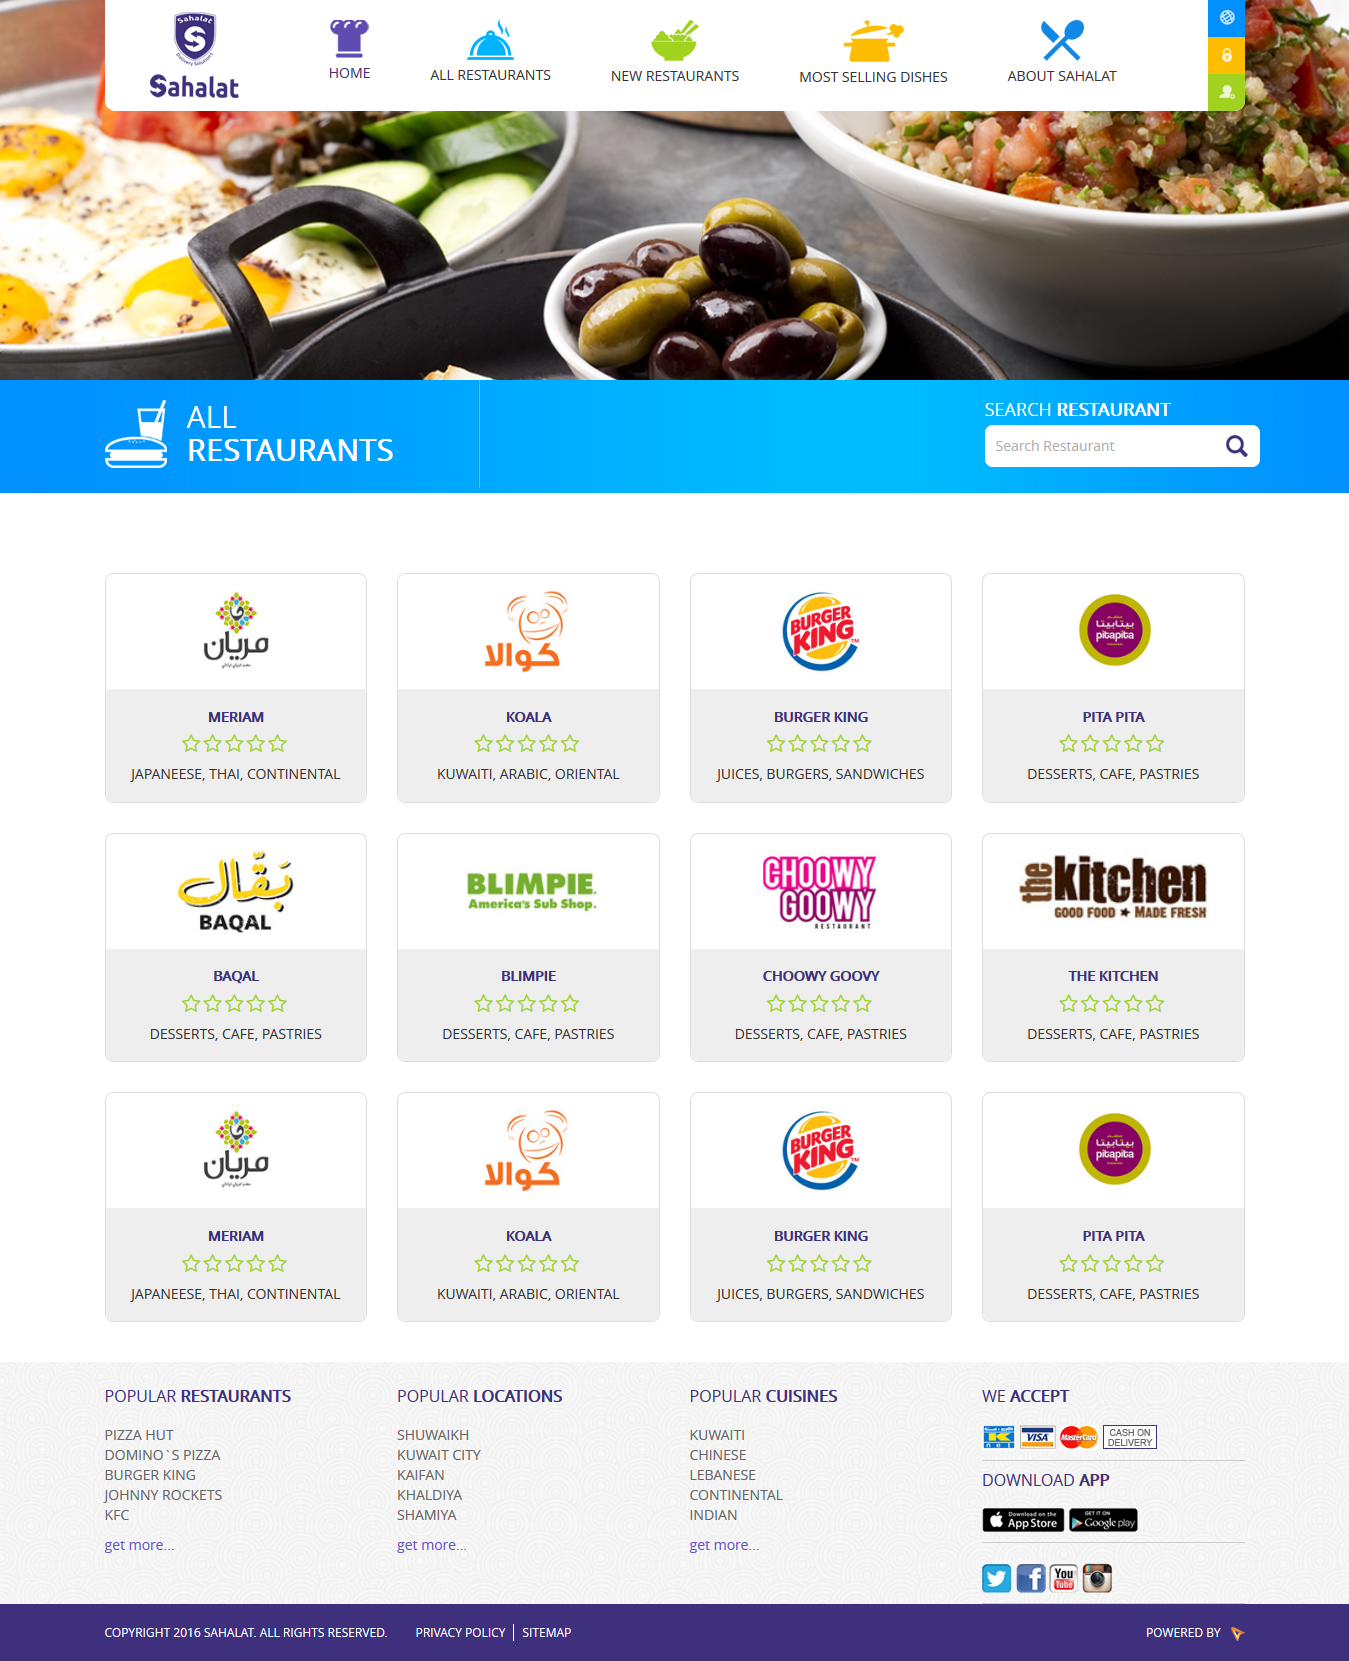 Sahalat
Delivery Solutions
Sahalat
HOME
ALL RESTAURANTS
NEW RESTAURANTS
MOST SELLING DISHES
ABOUT SAHALAT
ALL
RESTAURANTS
SEARCH RESTAURANT
Search Restaurant
مريان
كوالا
BURGER
KING
TM
بيتابيتا
pitapita
MERIAM
KOALA
BURGER KING
PITA PITA
JAPANEESE, THAI, CONTINENTAL
KUWAITI, ARABIC, ORIENTAL
JUICES, BURGERS, SANDWICHES
DESSERTS, CAFE, PASTRIES
بَقّال
BAQAL
BLIMPIE.
America's Sub Shop.
CHOOWY
GOOWY
RESTAURANT
the kitchen
GOOD FOOD ★ MADE FRESH
BAQAL
BLIMPIE
CHOOWY GOOVY
THE KITCHEN
DESSERTS, CAFE, PASTRIES
DESSERTS, CAFE, PASTRIES
DESSERTS, CAFE, PASTRIES
DESSERTS, CAFE, PASTRIES
مريان
كوالا
BURGER
KING
TM
بيتابيتا
pitapita
MERIAM
KOALA
BURGER KING
PITA PITA
JAPANEESE, THAI, CONTINENTAL
KUWAITI, ARABIC, ORIENTAL
JUICES, BURGERS, SANDWICHES
DESSERTS, CAFE, PASTRIES
POPULAR RESTAURANTS
PIZZA HUT
DOMINO`S PIZZA
BURGER KING
JOHNNY ROCKETS
KFC
get more...
POPULAR LOCATIONS
SHUWAIKH
KUWAIT CITY
KAIFAN
KHALDIYA
SHAMIYA
get more...
POPULAR CUISINES
KUWAITI
CHINESE
LEBANESE
CONTINENTAL
INDIAN
get more...
WE ACCEPT
K net
VISA
MasterCard
CASH ON
DELIVERY
DOWNLOAD APP
Download on the
App Store
GET IT ON
Google play
You
Tube
COPYRIGHT 2016 SAHALAT. ALL RIGHTS RESERVED.
PRIVACY POLICY
SITEMAP
POWERED BY